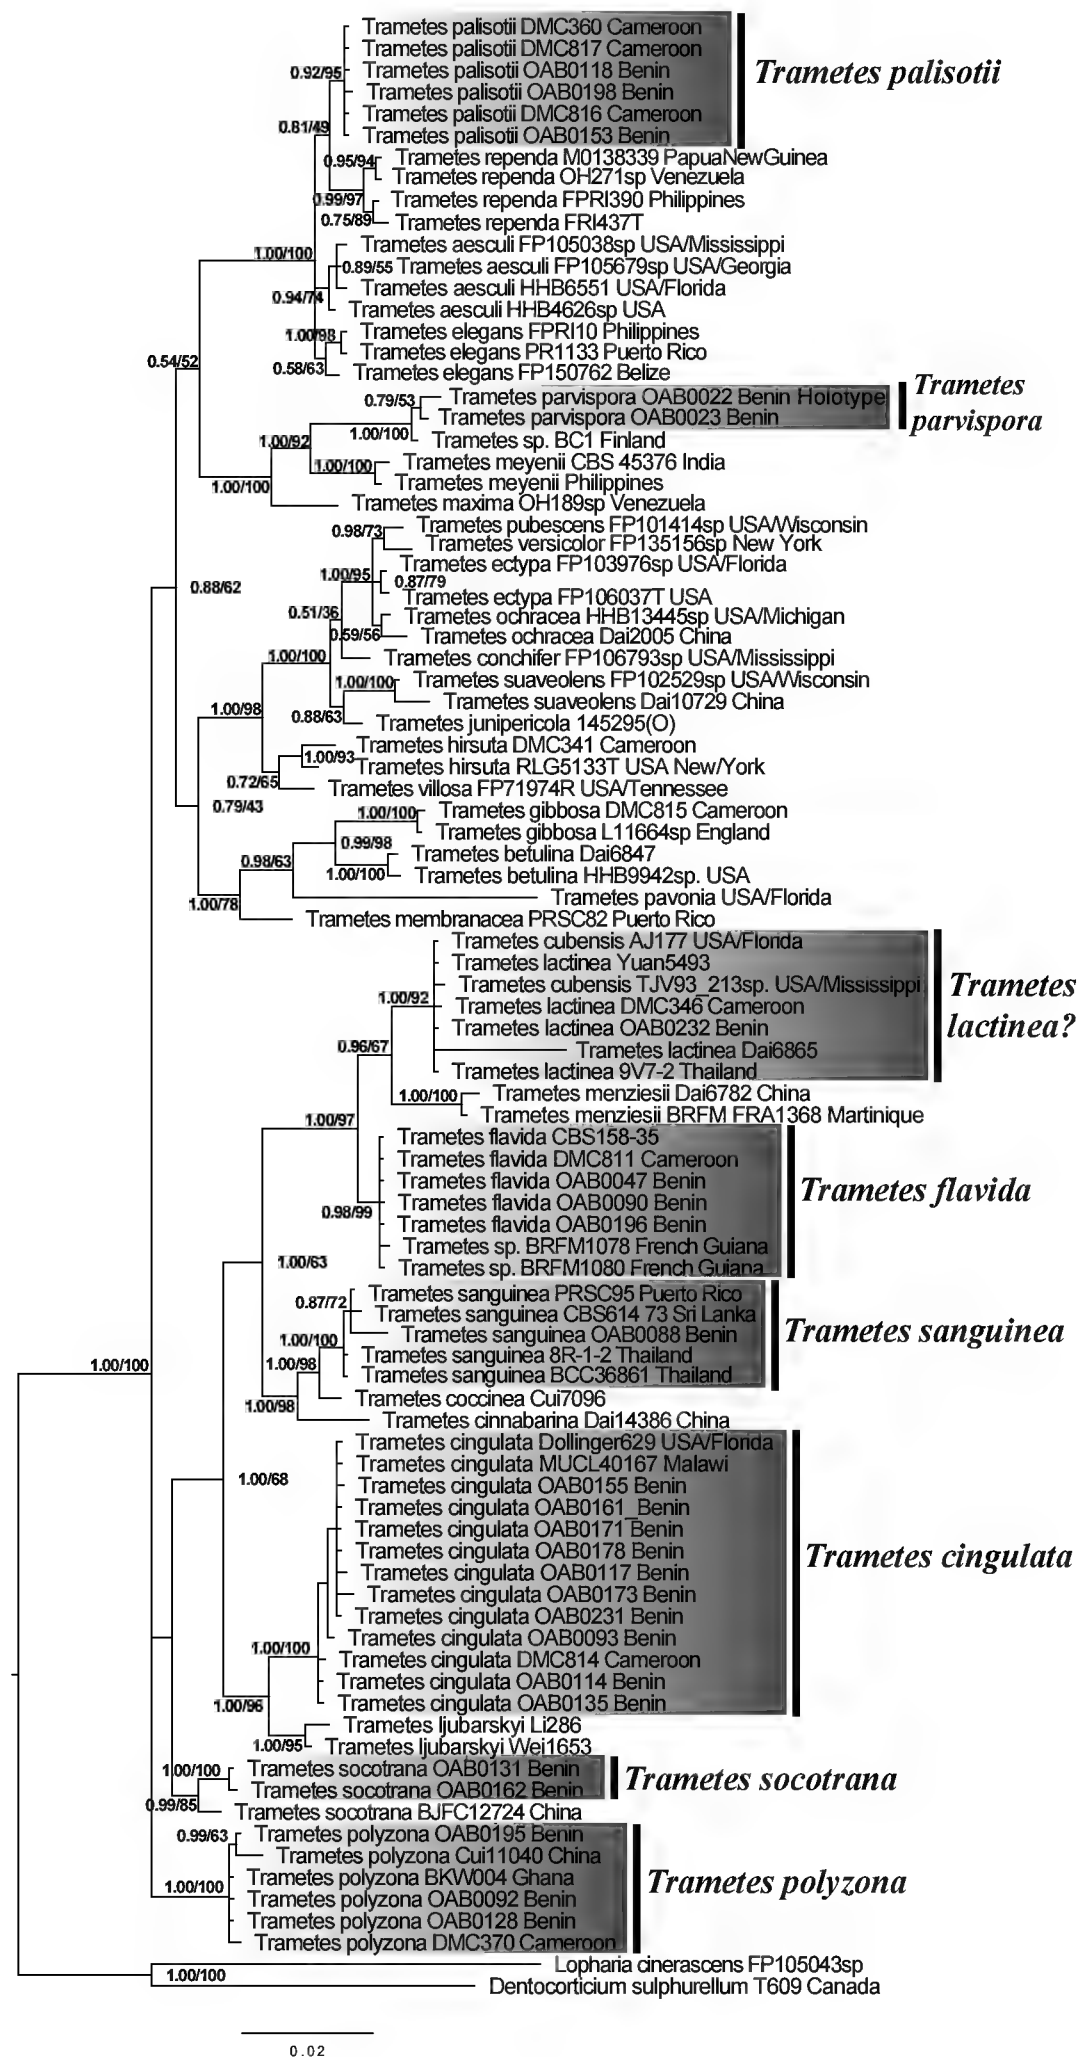 Trametes palisotii DMC360 Cameroon
Trametes palisotii DMC817 Cameroon
0.92/95
Trametes palisotii OAB0118 Benin
Trametes palisotii
Trametes palisotii OAB0198 Benin
Trametes palisotii DMC816 Cameroon
0.81/49
Trametes palisotii OAB0153 Benin
0.95/94
Trametes rependa M0138339 PapuaNewGuinea
Trametes rependa OH271sp Venezuela
0.99/97
Trametes rependa FPRI390 Philippines
0.75/89
Trametes rependa FRI437T
Trametes aesculi FP105038sp USA/Mississippi
1.00/100
0.89/55
Trametes aesculi FP105679sp USA/Georgia
Trametes aesculi HHB6551 USA/Florida
0.94/74
Trametes aesculi HHB4626sp USA
1.00/98
Trametes elegans FPRI10 Philippines
Trametes elegans PR1133 Puerto Rico
0.54/52
0.58/63
Trametes elegans FP150762 Belize
0.79/53
Trametes parvispora OAB0022 Benin Holotype
Trametes
parvispora
Trametes parvispora OAB0023 Benin
1.00/100
1.00/92
Trametes sp. BC1 Finland
1.00/100
Trametes meyenii CBS 45376 India
1.00/100
Trametes meyenii Philippines
Trametes maxima OH189sp Venezuela
0.98/73
Trametes pubescens FP101414sp USA/Wisconsin
Trametes versicolor FP135156sp New York
Trametes ectypa FP103976sp USA/Florida
1.00/95
0.87/79
0.88/62
Trametes ectypa FP106037T USA
0.51/36
Trametes ochracea HHB13445sp USA/Michigan
0.59/56
Trametes ochracea Dai2005 China
1.00/100
Trametes conchifer FP106793sp USA/Mississippi
1.00/100
Trametes suaveolens FP102529sp USA/Wisconsin
Trametes suaveolens Dai10729 China
1.00/98
0.88/63
Trametes junipericola 145295(O)
Trametes hirsuta DMC341 Cameroon
1.00/93
Trametes hirsuta RLG5133T USA New/York
0.72/65
Trametes villosa FP71974R USA/Tennessee
0.79/43
1.00/100
Trametes gibbosa DMC815 Cameroon
Trametes gibbosa L11664sp England
0.99/98
Trametes betulina Dai6847
0.98/63
1.00/100
Trametes betulina HHB9942sp. USA
Trametes pavonia USA/Florida
1.00/78
Trametes membranacea PRSC82 Puerto Rico
Trametes cubensis AJ177 USA/Florida
Trametes lactinea Yuan5493
Trametes cubensis TJV93_213sp. USA/Mississippi
Trametes
lactinea?
1.00/92
Trametes lactinea DMC346 Cameroon
Trametes lactinea OAB0232 Benin
0.96/67
Trametes lactinea Dai6865
Trametes lactinea 9V7-2 Thailand
1.00/100
Trametes menziesii Dai6782 China
1.00/97
Trametes menziesii BRFM FRA1368 Martinique
Trametes flavida CBS158-35
Trametes flavida DMC811 Cameroon
Trametes flavida OAB0047 Benin
Trametes flavida
Trametes flavida OAB0090 Benin
0.98/99
Trametes flavida OAB0196 Benin
Trametes sp. BRFM1078 French Guiana
1.00/63
Trametes sp. BRFM1080 French Guiana
0.87/72
Trametes sanguinea PRSC95 Puerto Rico
Trametes sanguinea CBS614 73 Sri Lanka
Trametes sanguinea
1.00/100
Trametes sanguinea OAB0088 Benin
Trametes sanguinea 8R-1-2 Thailand
1.00/100
1.00/98
Trametes sanguinea BCC36861 Thailand
1.00/98
Trametes coccinea Cui7096
Trametes cinnabarina Dai14386 China
Trametes cingulata Dollinger629 USA/Florida
Trametes cingulata MUCL40167 Malawi
1.00/68
Trametes cingulata OAB0155 Benin
Trametes cingulata OAB0161_Benin
Trametes cingulata OAB0171 Benin
Trametes cingulata OAB0178 Benin
Trametes cingulata
Trametes cingulata OAB0117 Benin
Trametes cingulata OAB0173 Benin
Trametes cingulata OAB0231 Benin
Trametes cingulata OAB0093 Benin
1.00/100
Trametes cingulata DMC814 Cameroon
Trametes cingulata OAB0114 Benin
1.00/96
Trametes cingulata OAB0135 Benin
Trametes ljubarskyi Li286
1.00/95
Trametes ljubarskyi Wei1653
1.00/100
Trametes socotrana OAB0131 Benin
Trametes socotrana
Trametes socotrana OAB0162 Benin
0.99/85
Trametes socotrana BJFC12724 China
0.99/63
Trametes polyzona OAB0195 Benin
Trametes polyzona Cui11040 China
1.00/100
Trametes polyzona BKW004 Ghana
Trametes polyzona
Trametes polyzona OAB0092 Benin
Trametes polyzona OAB0128 Benin
Trametes polyzona DMC370 Cameroon
Lopharia cinerascens FP105043sp
1.00/100
Dentocorticium sulphurellum T609 Canada
0.02